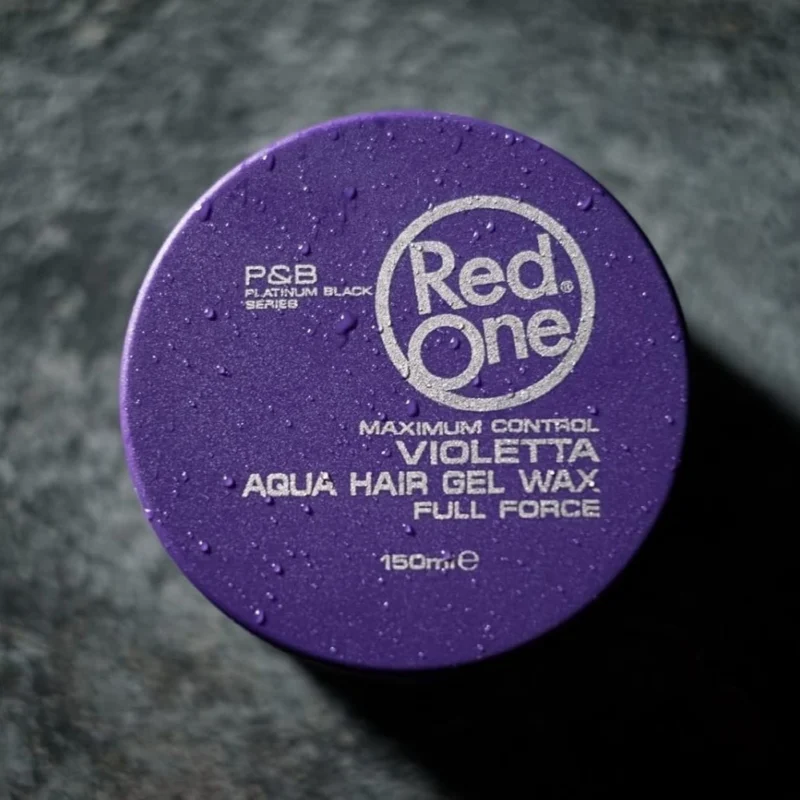 P&B
PLATINUM BLACK
SERIES
Red
One®
MAXIMUM CONTROL
VIOLETTA
AQUA HAIR GEL WAX
FULL FORCE
150ml℮